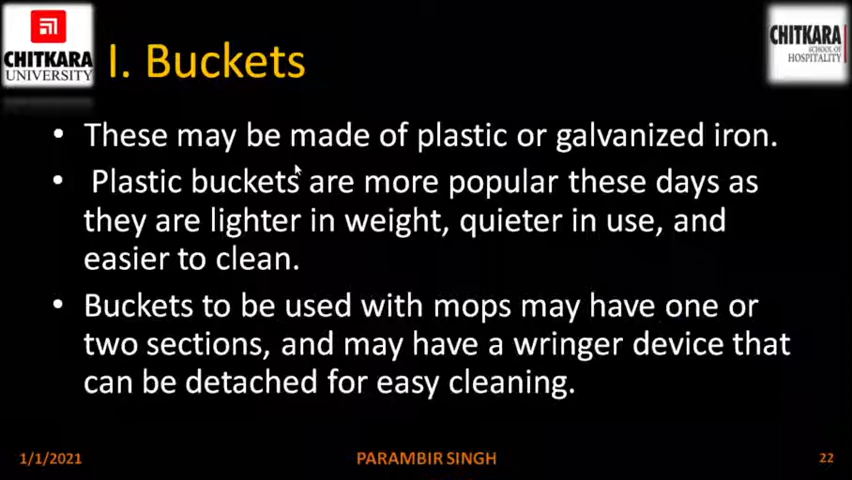 CHITKARA
UNIVERSITY
I. Buckets
CHITKARA
SCHOOL OF
HOSPITALITY
• These may be made of plastic or galvanized iron.
• Plastic buckets are more popular these days as
they are lighter in weight, quieter in use, and
easier to clean.
• Buckets to be used with mops may have one or
two sections, and may have a wringer device that
can be detached for easy cleaning.
1/1/2021
PARAMBIR SINGH
22